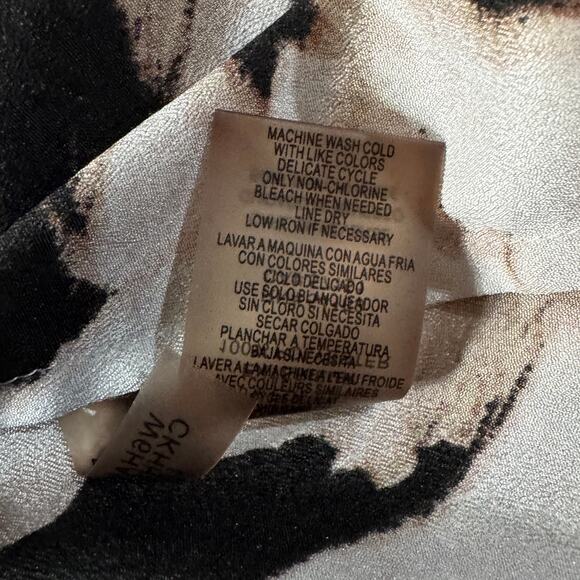 MACHINE WASH COLD
WITH LIKE COLORS
DELICATE CYCLE
ONLY NON-CHLORINE
BLEACH WHEN NEEDED
LINE DRY
LOW IRON IF NECESSARY
LAVAR A MAQUINA CON AGUA FRIA
CON COLORES SIMILARES
CICLO DELICADO
USE SOLO BLANQUEADOR
SIN CLORO SI NECESITA
SECAR COLGADO
PLANCHAR A TEMPERATURA
BAJA SI NECESITA
LAVER A LA MACHINE A L'EAU FROIDE
AVEC COULEURS SIMILAIRES